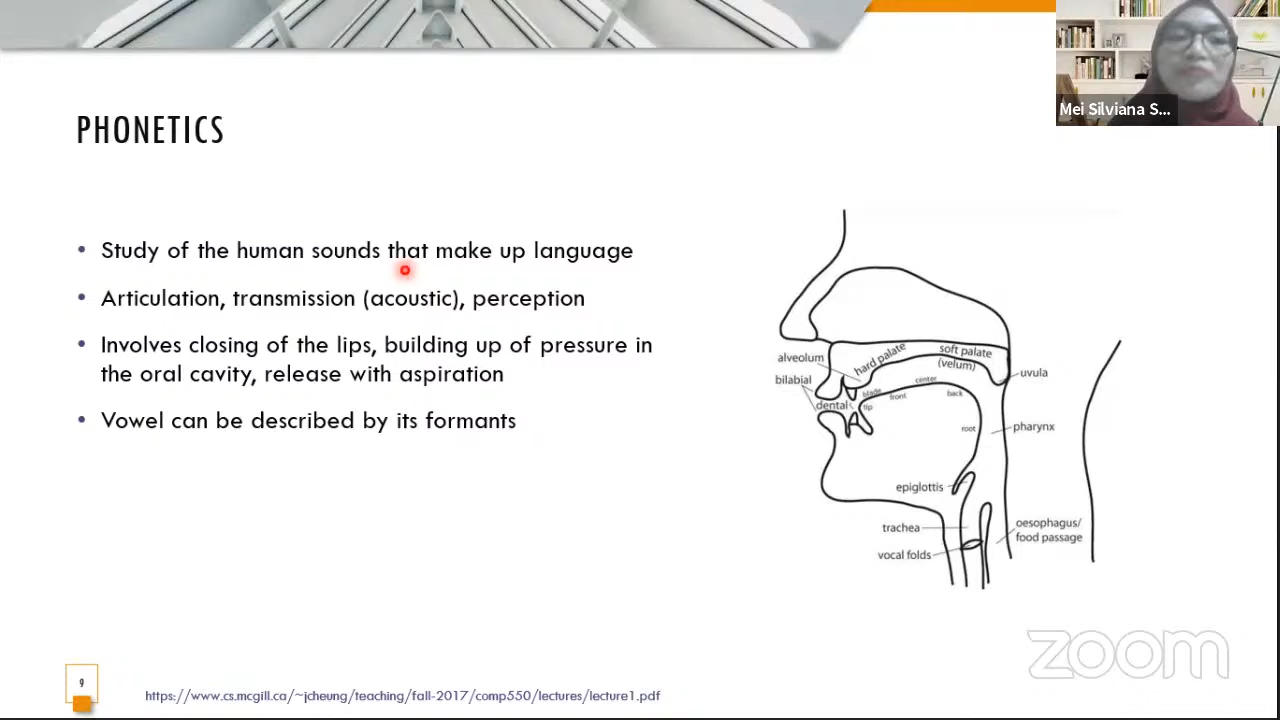 Mei Silviana S...
PHONETICS
• Study of the human sounds that make up language
• Articulation, transmission (acoustic), perception
• Involves closing of the lips, building up of pressure in
the oral cavity, release with aspiration
• Vowel can be described by its formants
alveolum
hard palate
soft palate
(velum)
uvula
bilabial
dental
tip
blade
front
center
back
root
pharynx
epiglottis
trachea
vocal folds
oesophagus/
food passage
zoom
9
https://www.cs.mcgill.ca/~jcheung/teaching/fall-2017/comp550/lectures/lecture1.pdf